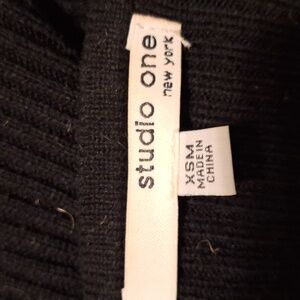 studio one
new york
XSM
MADE IN
CHINA